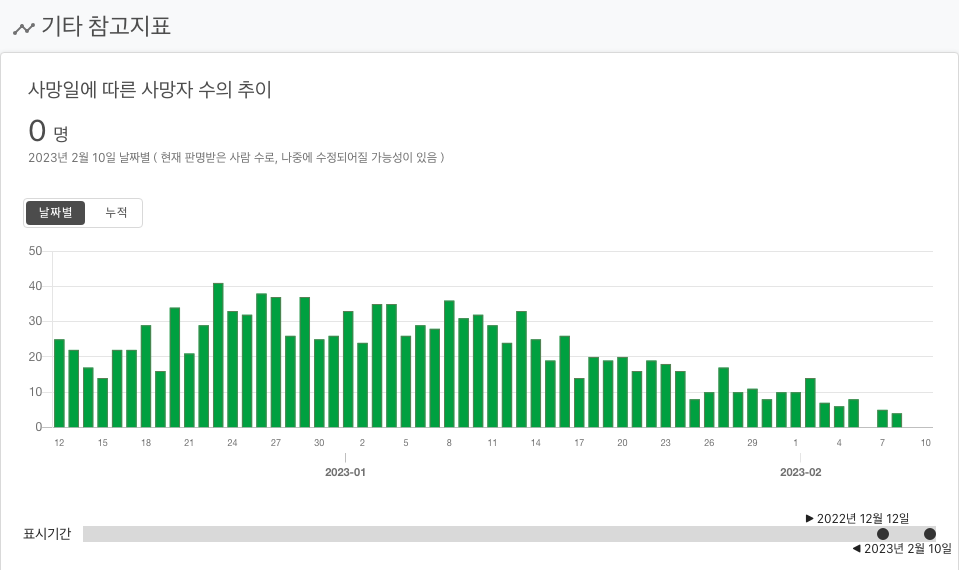 기타 참고지표
사망일에 따른 사망자 수의 추이
0 명
2023년 2월 10일 날짜별 ( 현재 판명받은 사람 수로, 나중에 수정되어질 가능성이 있음 )
날짜별 누적
50
40
30
20
10
0
12 15 18 21 24 27 30 2 5 8 11 14 17 20 23 26 29 1 4 7 10
2023-01 2023-02
▶ 2022년 12월 12일
표시기간
◀ 2023년 2월 10일